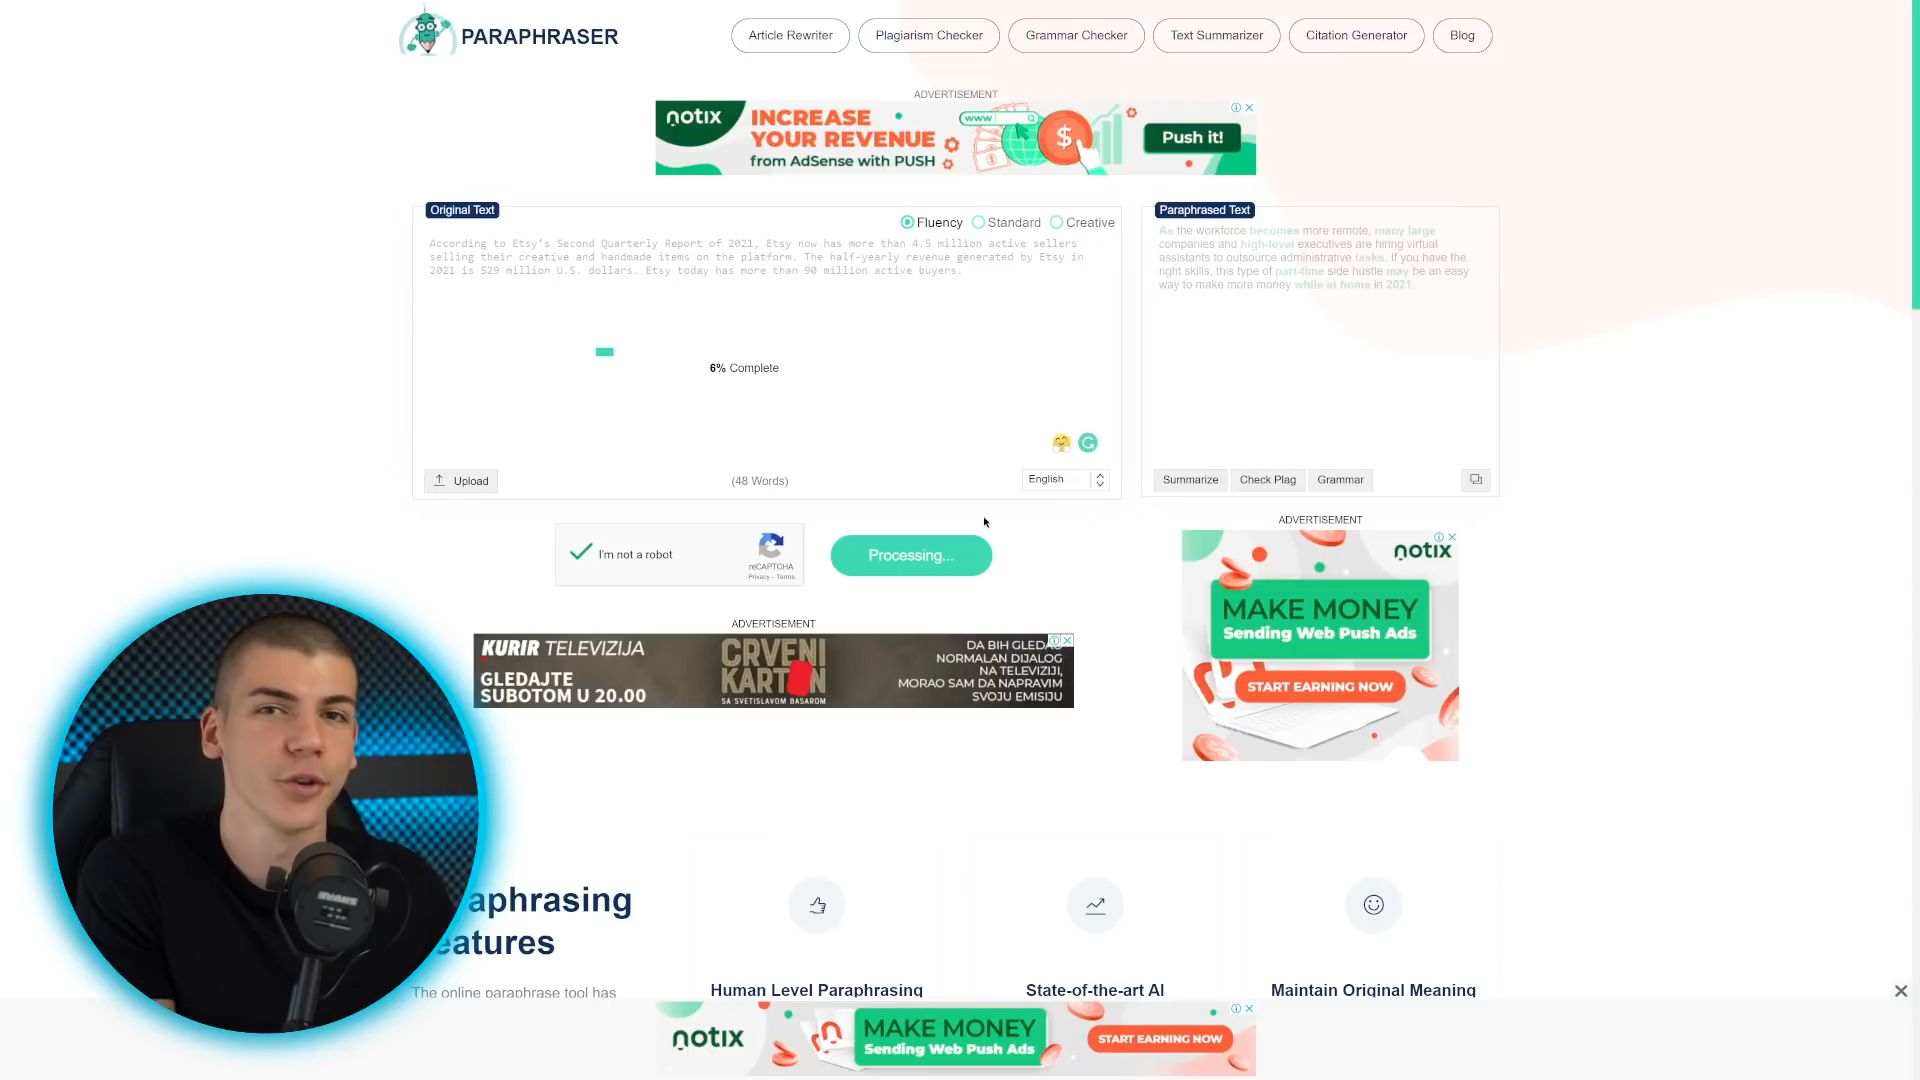 PARAPHRASER
Article Rewriter
Plagiarism Checker
Grammar Checker
Text Summarizer
Citation Generator
Blog
ADVERTISEMENT
notix
INCREASE
YOUR REVENUE
from AdSense with PUSH
www
$
Push it!
Original Text
Fluency
Standard
Creative
According to Etsy's Second Quarterly Report of 2021, Etsy now has more than 4.5 million active sellers
selling their creative and handmade items on the platform. The half-yearly revenue generated by Etsy in
2021 is 529 million U.S. dollars. Etsy today has more than 90 million active buyers.
6% Complete
Upload
(48 Words)
English
Paraphrased Text
As the workforce becomes more remote, many large
companies and high-level executives are hiring virtual
assistants to outsource administrative tasks. If you have the
right skills, this type of part-time side hustle may be an easy
way to make more money while at home in 2021.
Summarize
Check Plag
Grammar
I'm not a robot
reCAPTCHA
Privacy - Terms
Processing...
ADVERTISEMENT
notix
MAKE MONEY
Sending Web Push Ads
START EARNING NOW
ADVERTISEMENT
KURIR TELEVIZIJA
GLEDAJTE
SUBOTOM U 20.00
CRVENI
KARTON
SA SVETISLAVOM BASAROM
DA BIH GLEDAO
NORMALAN DIJALOG
NA TELEVIZIJI,
MORAO SAM DA NAPRAVIM
SVOJU EMISIJU
aphrasing
eatures
The online paraphrase tool has
Human Level Paraphrasing
State-of-the-art AI
Maintain Original Meaning
notix
MAKE MONEY
Sending Web Push Ads
START EARNING NOW